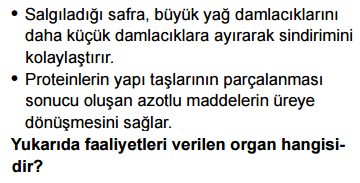 • Salgıladığı safra, büyük yağ damlacıklarını
daha küçük damlacıklara ayırarak sindirimini
kolaylaştırır.
• Proteinlerin yapı taşlarının parçalanması
sonucu oluşan azotlu maddelerin üreye
dönüşmesini sağlar.
Yukarıda faaliyetleri verilen organ hangisi-
dir?